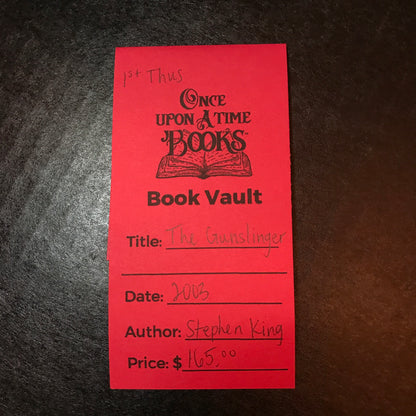 1st Thus
ONCE
UPON A TIME
BOOKS
Book Vault
Title: The Gunslinger
Date: 2003
Author: Stephen King
Price: $ 165.00